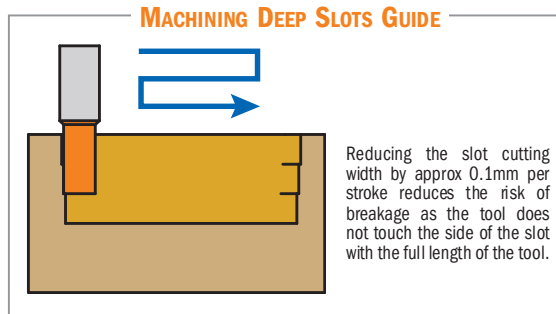 MACHINING DEEP SLOTS GUIDE
Reducing the slot cutting
width by approx 0.1mm per
stroke reduces the risk of
breakage as the tool does
not touch the side of the slot
with the full length of the tool.